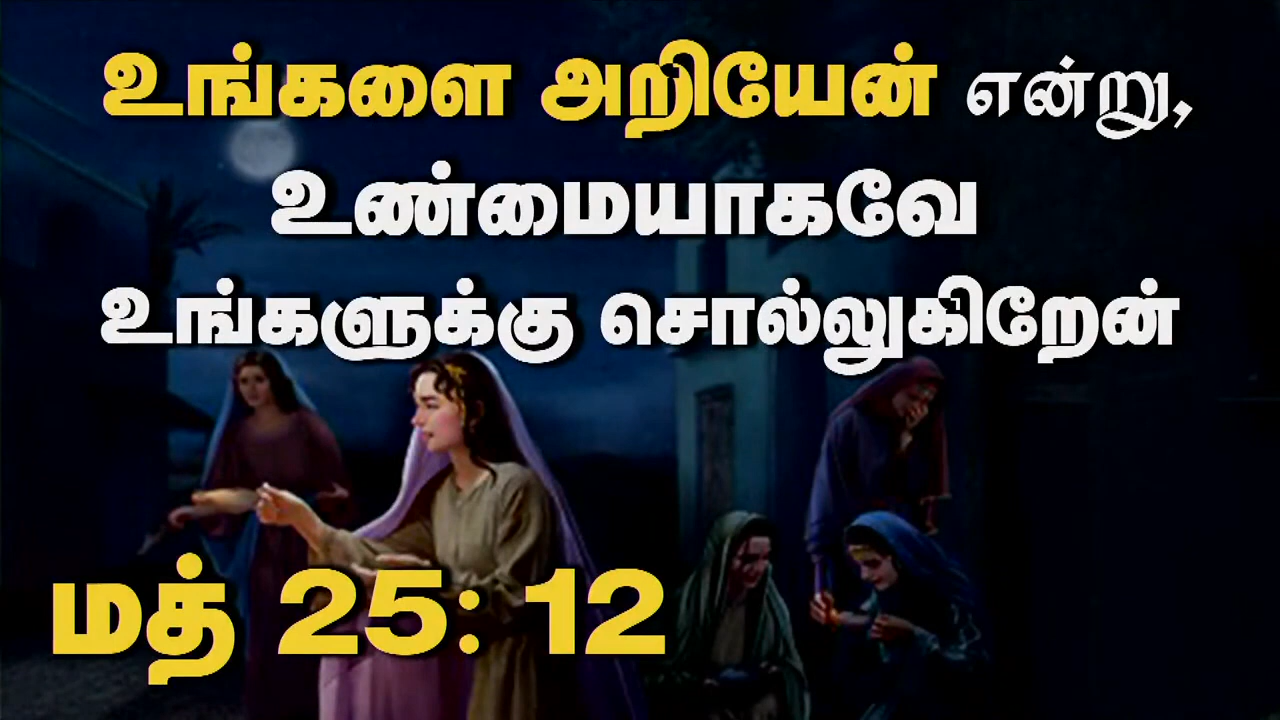 உங்களை அறியேன் என்று,
உண்மையாகவே
உங்களுக்கு சொல்லுகிறேன்
மத் 25: 12